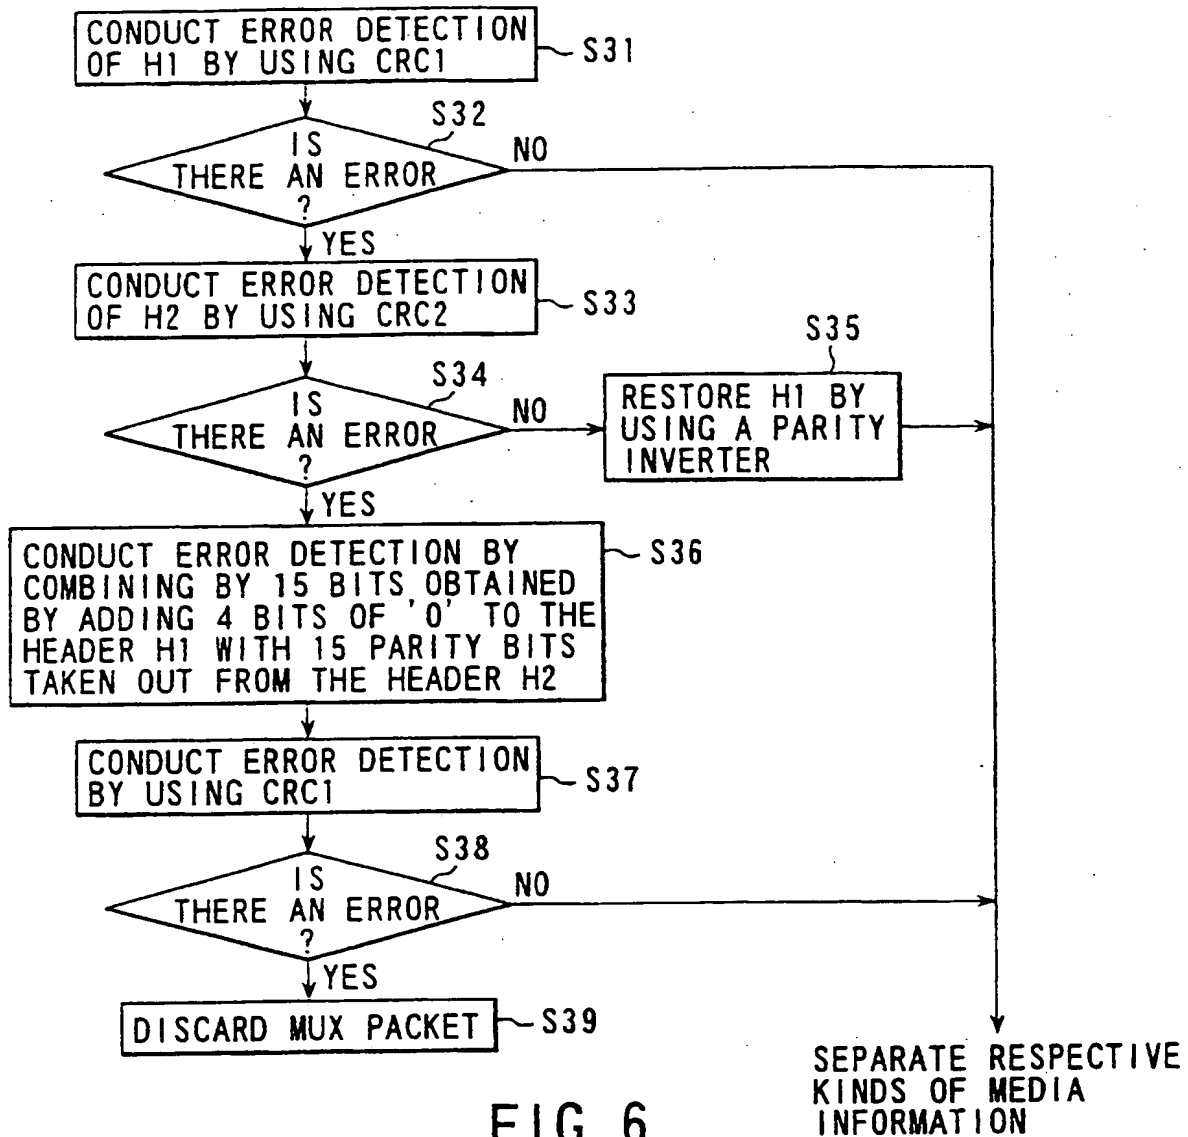 CONDUCT ERROR DETECTION
OF H1 BY USING CRC1
S31
S32
IS
THERE AN ERROR
?
NO
YES
CONDUCT ERROR DETECTION
OF H2 BY USING CRC2
S33
S34
IS
THERE AN ERROR
?
NO
YES
S35
RESTORE H1 BY
USING A PARITY
INVERTER
CONDUCT ERROR DETECTION BY
COMBINING BY 15 BITS OBTAINED
BY ADDING 4 BITS OF '0' TO THE
HEADER H1 WITH 15 PARITY BITS
TAKEN OUT FROM THE HEADER H2
S36
CONDUCT ERROR DETECTION
BY USING CRC1
S37
S38
IS
THERE AN ERROR
?
NO
YES
DISCARD MUX PACKET
S39
SEPARATE RESPECTIVE
KINDS OF MEDIA
INFORMATION
FIG 6